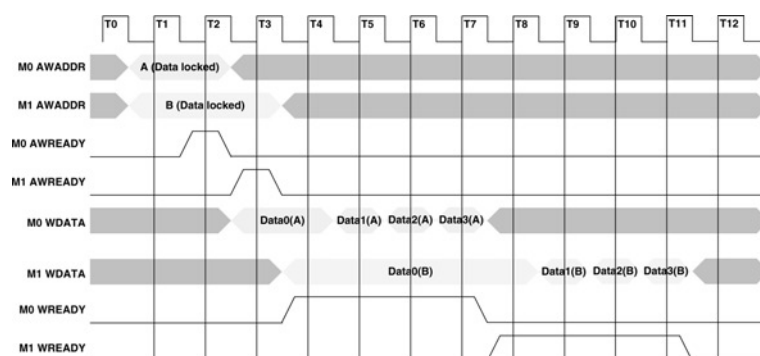 T0 T1 T2 T3 T4 T5 T6 T7 T8 T9 T10 T11 T12
M0 AWADDR A (Data locked)
M1 AWADDR B (Data locked)
M0 AWREADY
M1 AWREADY
M0 WDATA Data0(A) Data1(A) Data2(A) Data3(A)
M1 WDATA Data0(B) Data1(B) Data2(B) Data3(B)
M0 WREADY
M1 WREADY